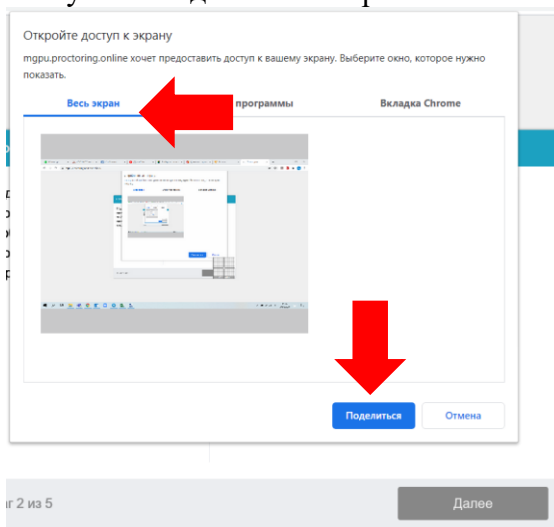 Откройте доступ к экрану
mgpu.proctoring.online хочет предоставить доступ к вашему экрану. Выберите окно, которое нужно
показать.
Весь экран программы Вкладка Chrome
Поделиться Отмена
2 из 5 Далее